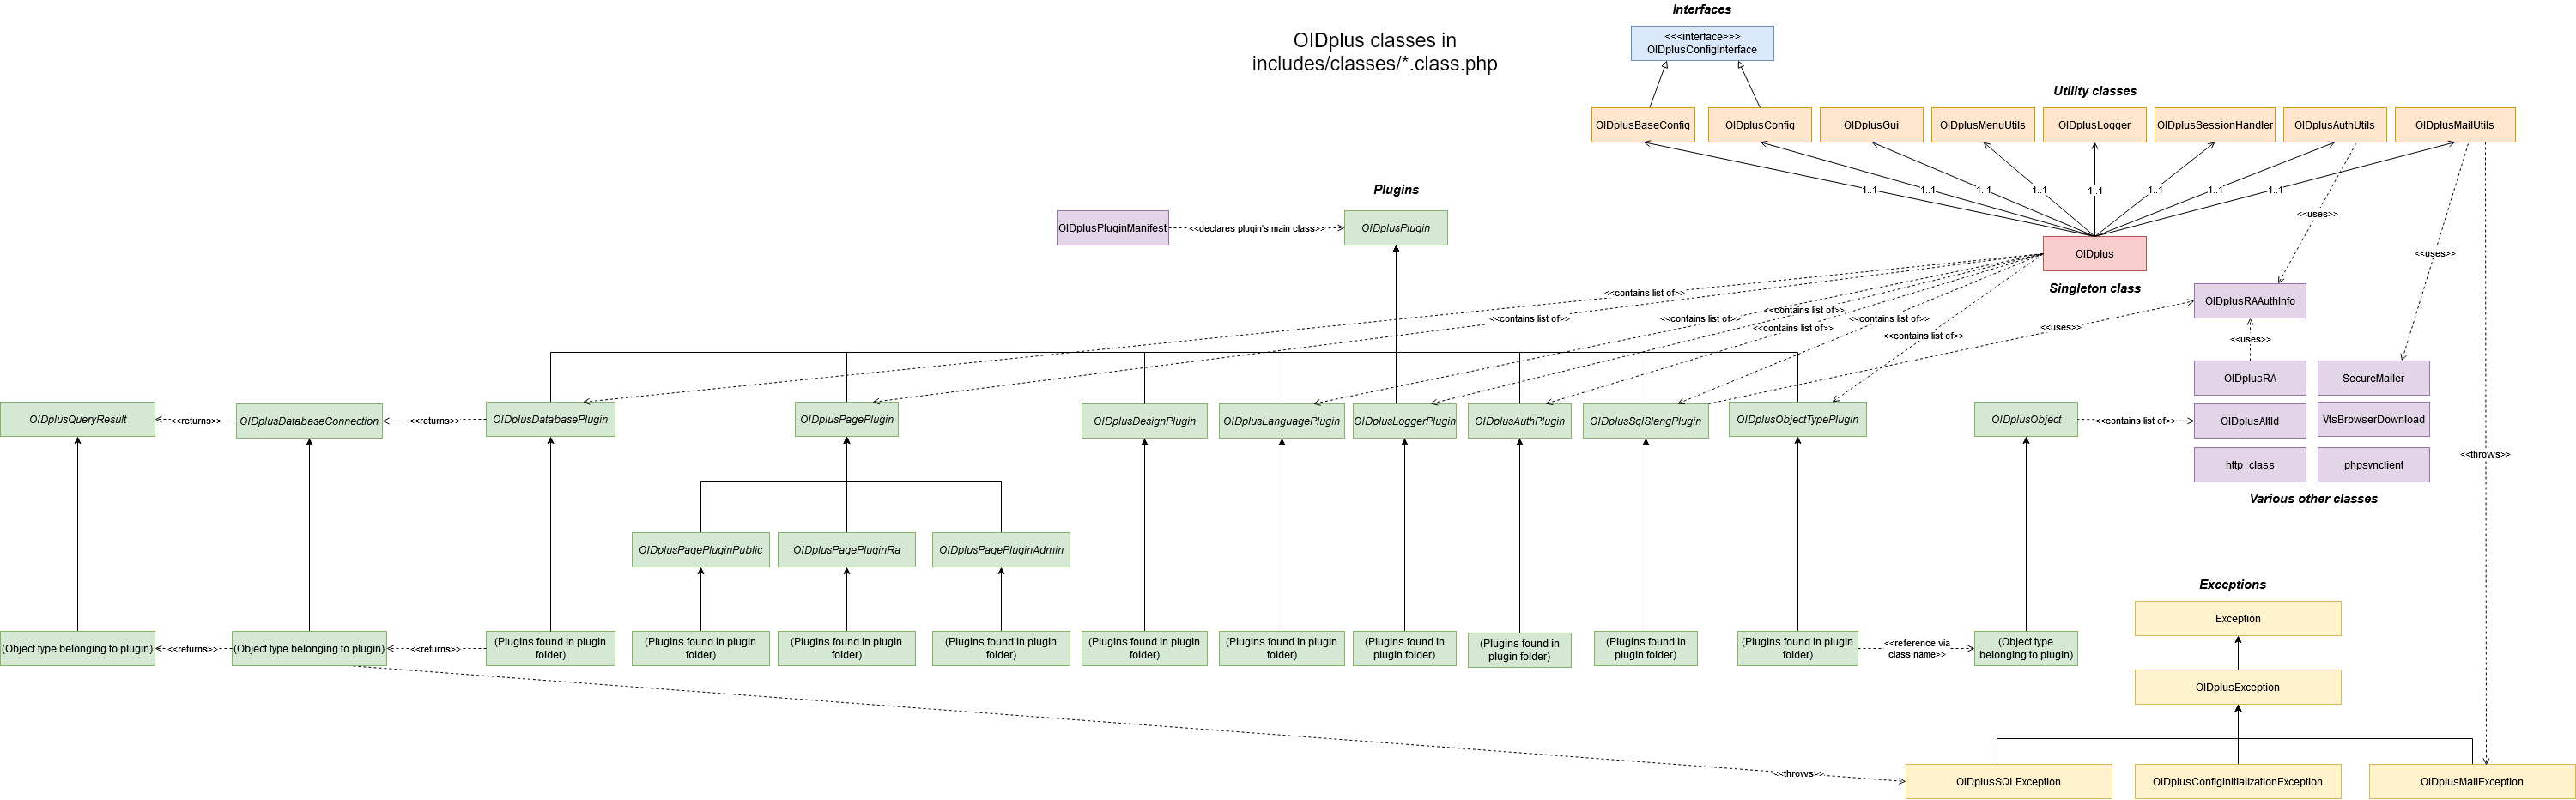 Interfaces
<<<interface>>>
OIDplusConfigInterface
OIDplus classes in
includes/classes/*.class.php
Utility classes
OIDplusBaseConfig
OIDplusConfig
OIDplusGui
OIDplusMenuUtils
OIDplusLogger
OIDplusSessionHandler
OIDplusAuthUtils
OIDplusMailUtils
1..1
1..1
1..1
1..1
1..1
1..1
1..1
1..1
Plugins
OIDplusPluginManifest
<<declares plugin's main class>>
OIDplusPlugin
<<uses>>
OIDplus
<<uses>>
Singleton class
<<contains list of>>
OIDplusRAAuthInfo
<<contains list of>>
<<contains list of>>
<<contains list of>>
<<contains list of>>
<<contains list of>>
<<contains list of>>
<<uses>>
<<uses>>
OIDplusRA
SecureMailer
OIDplusQueryResult
<<returns>>
OIDplusDatabaseConnection
<<returns>>
OIDplusDatabasePlugin
OIDplusPagePlugin
OIDplusDesignPlugin
OIDplusLanguagePlugin
OIDplusLoggerPlugin
OIDplusAuthPlugin
OIDplusSqlSlangPlugin
OIDplusObjectTypePlugin
OIDplusObject
<<contains list of>>
OIDplusAltId
VtsBrowserDownload
<<throws>>
http_class
phpsvnclient
Various other classes
OIDplusPagePluginPublic
OIDplusPagePluginRa
OIDplusPagePluginAdmin
Exceptions
Exception
(Object type belonging to plugin)
<<returns>>
(Object type belonging to plugin)
<<returns>>
(Plugins found in plugin
folder)
(Plugins found in plugin
folder)
(Plugins found in plugin
folder)
(Plugins found in plugin
folder)
(Plugins found in plugin
folder)
(Plugins found in plugin
folder)
(Plugins found in
plugin folder)
(Plugins found in
plugin folder)
(Plugins found in
plugin folder)
(Plugins found in plugin
folder)
<<reference via
class name>>
(Object type
belonging to plugin)
OIDplusException
<<throws>>
OIDplusSQLException
OIDplusConfigInitializationException
OIDplusMailException